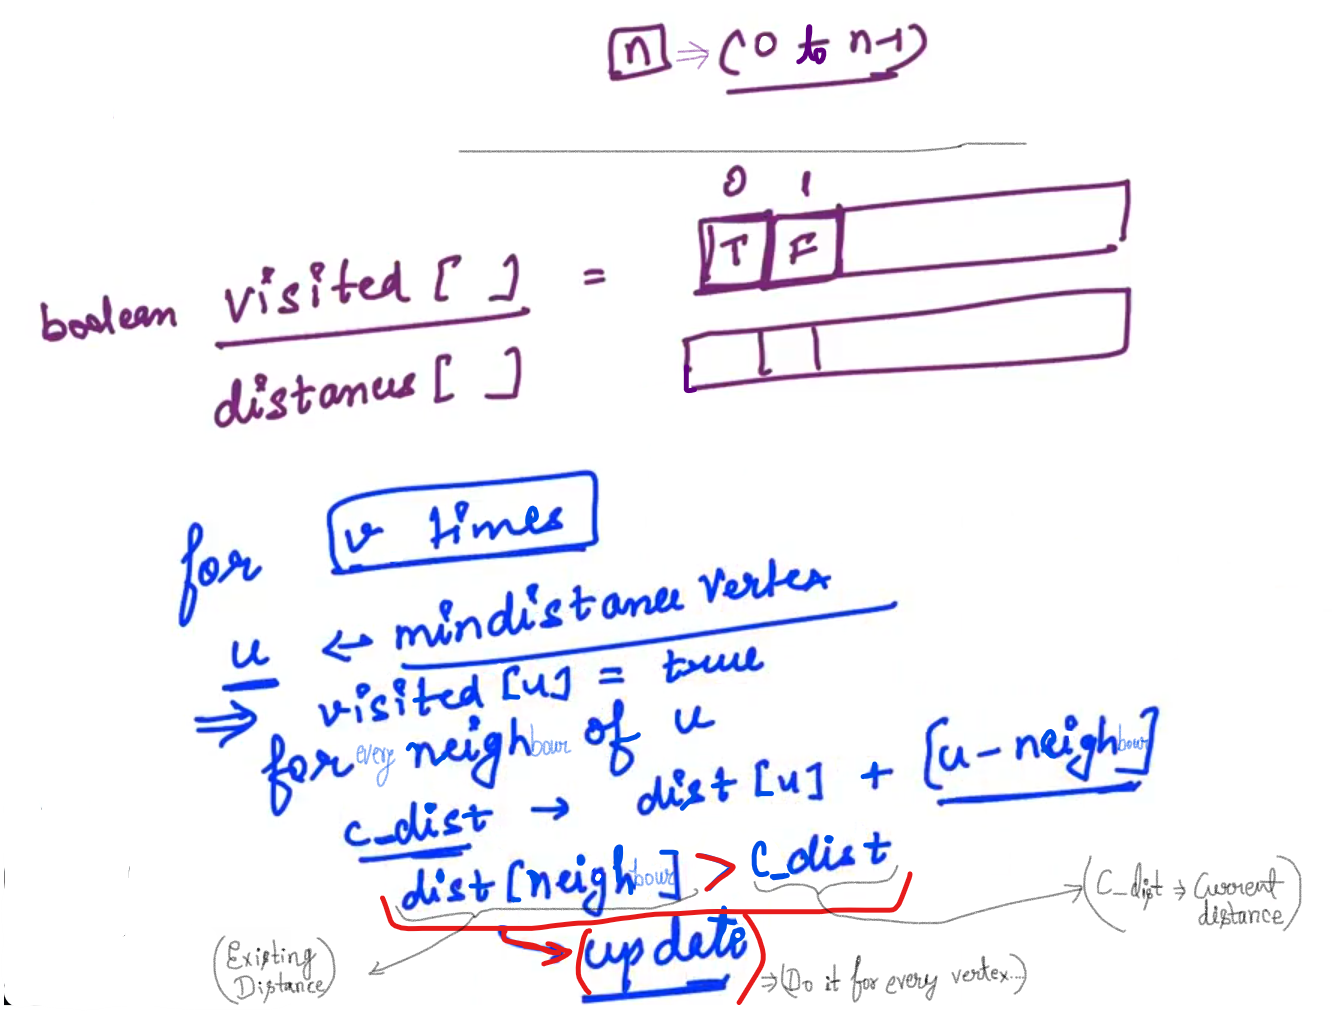 n ⇒ (0 to n-1)
0 1
T F
boolean visited [ ] =
distances [ ]
for v times
u ← mindistance vertex
⇒ visited [u] = true
for every neighbour of u
c_dist → dist [u] + [u - neighbour]
dist [neighbour] > C_dist
(C_dist ⇒ Current distance)
(Existing Distance)
(update) ⇒ (Do it for every vertex...)